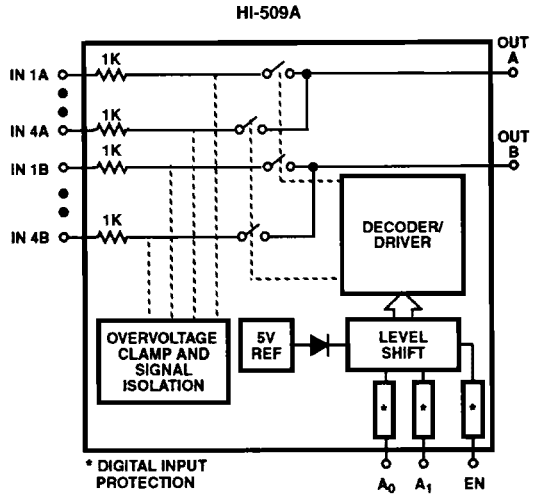 HI-509A
OUT
A
1K
IN 1A
1K
IN 4A
OUT
B
1K
IN 1B
1K
IN 4B
DECODER/
DRIVER
OVERVOLTAGE
CLAMP AND
SIGNAL
ISOLATION
5V
REF
LEVEL
SHIFT
* * *
* DIGITAL INPUT
PROTECTION
A0 A1 EN